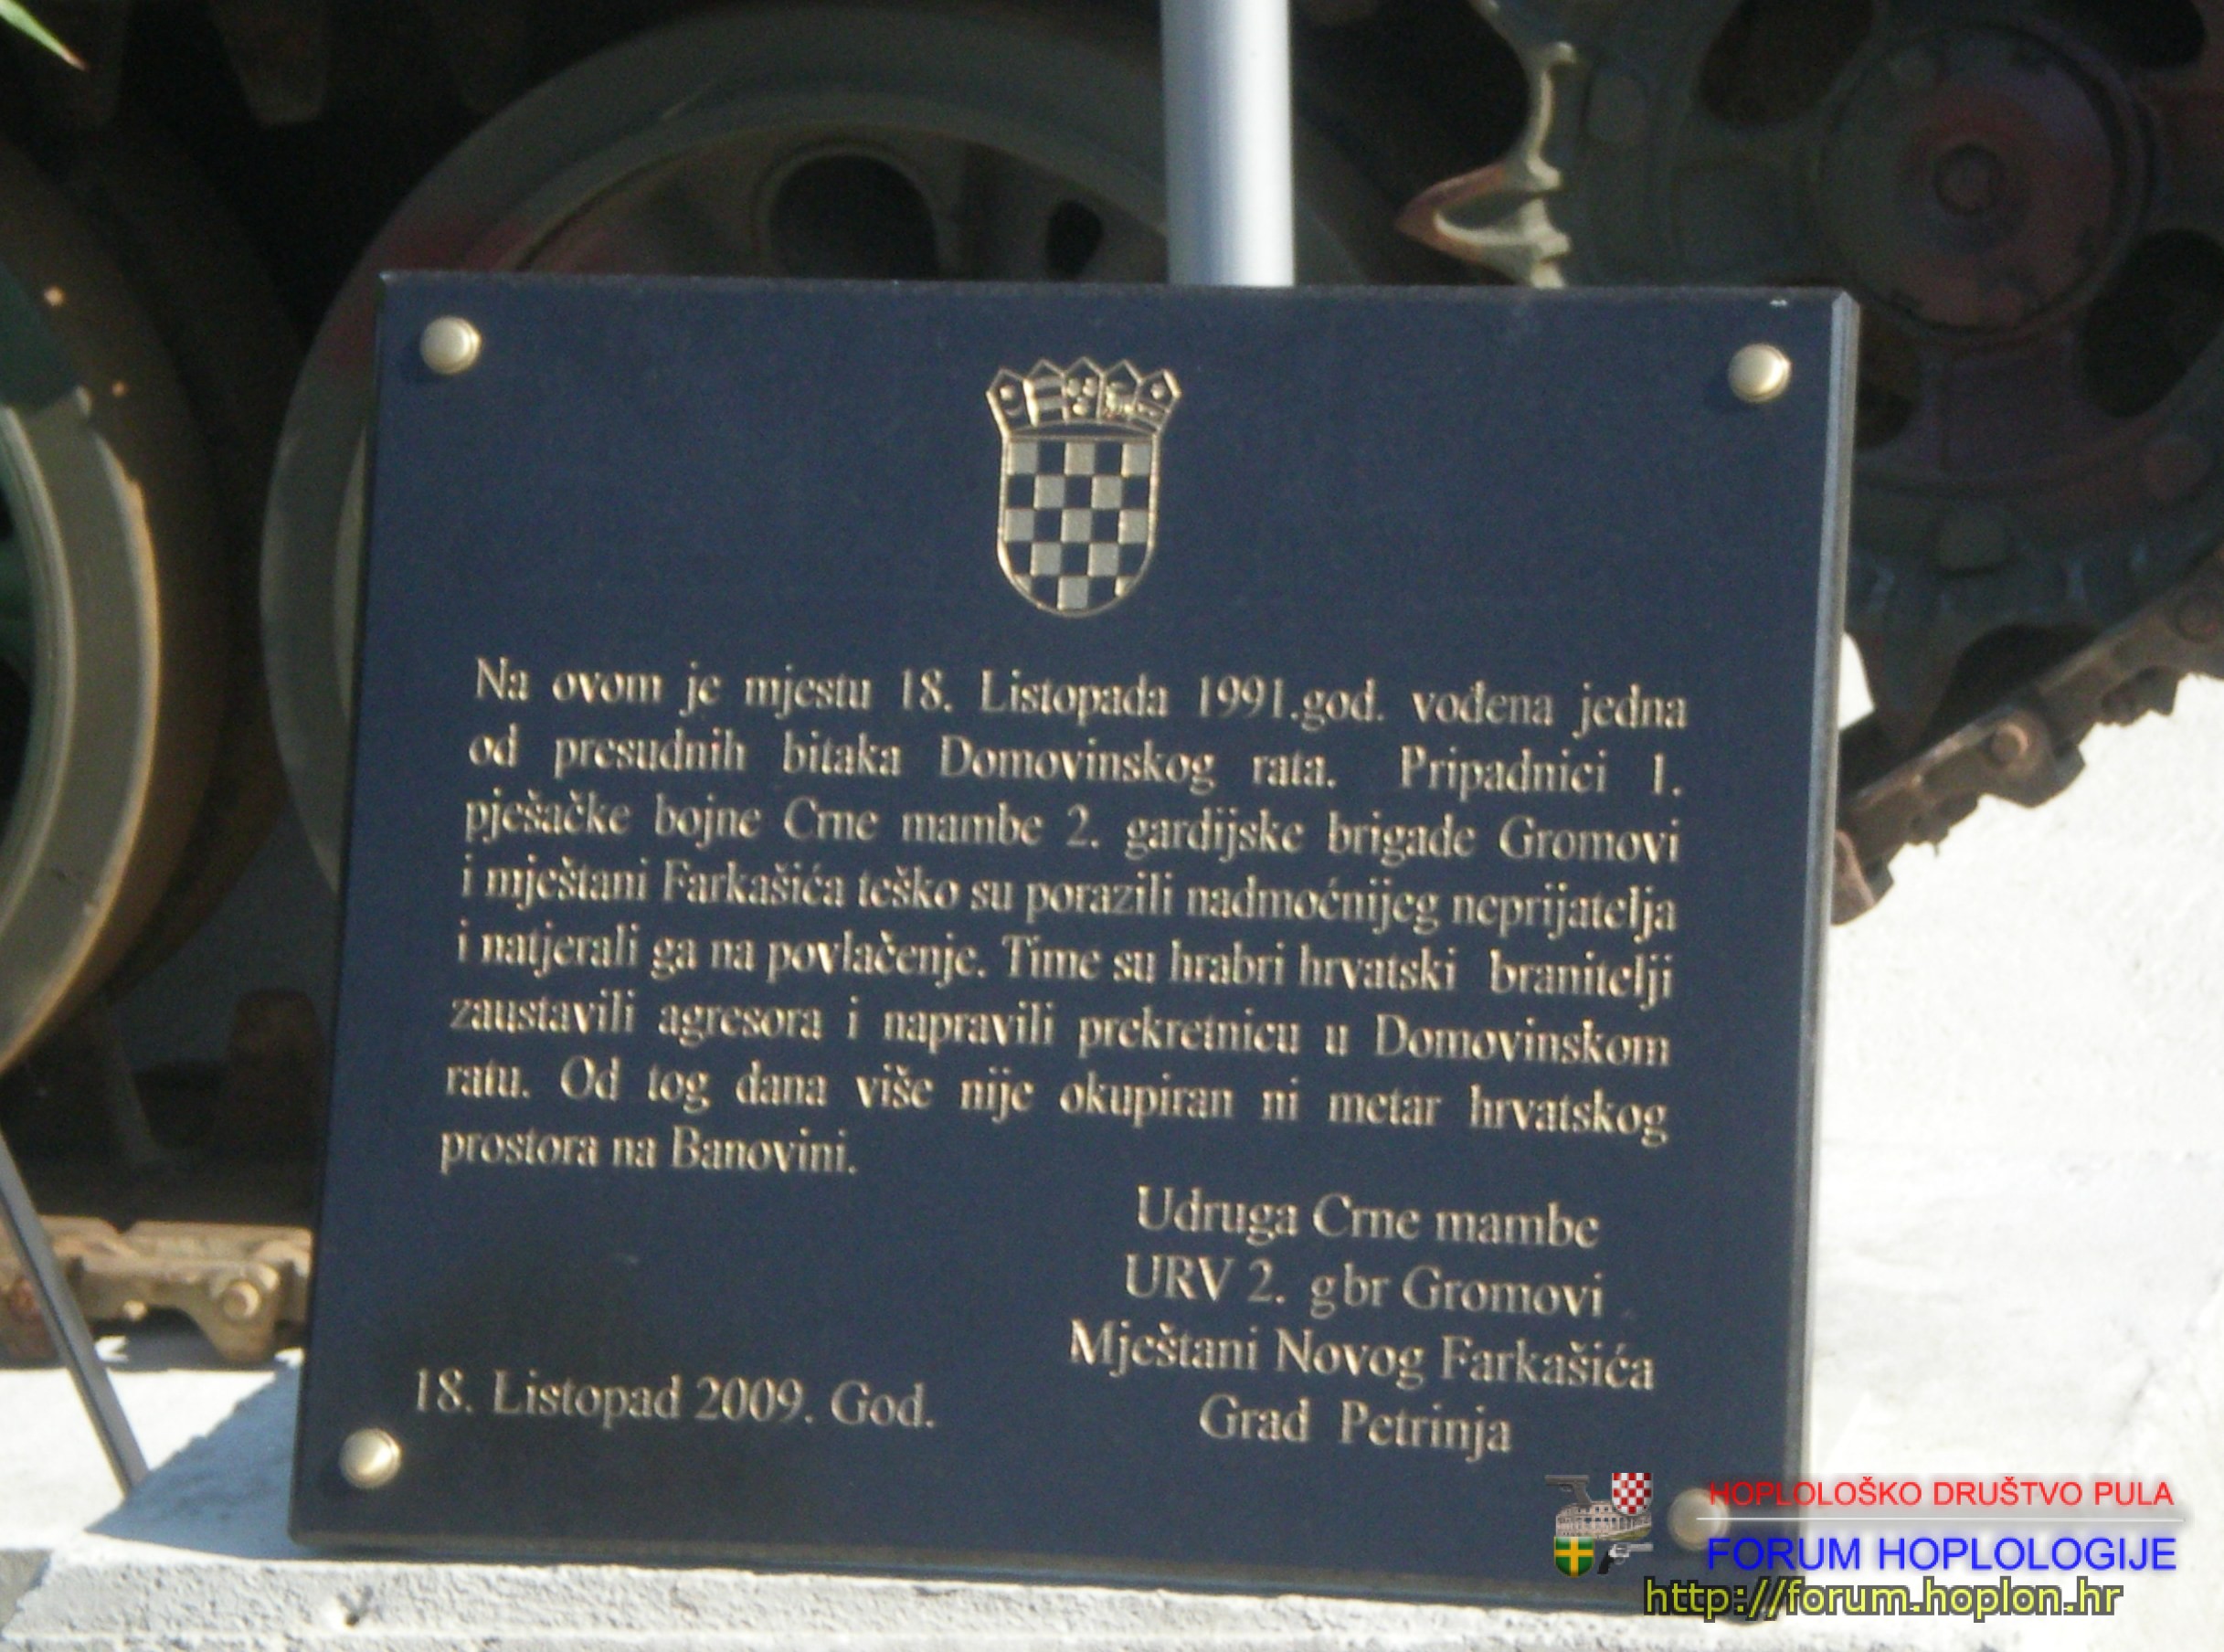 Na ovom je mjestu 18. Listopada 1991.god. vođena jedna
od presudnih bitaka Domovinskog rata. Pripadnici 1.
pješačke bojne Crne mambe 2. gardijske brigade Gromovi
i mještani Farkašića teško su porazili nadmoćnijeg neprijatelja
i natjerali ga na povlačenje. Time su hrabri hrvatski branitelji
zaustavili agresora i napravili prekretnicu u Domovinskom
ratu. Od tog dana više nije okupiran ni metar hrvatskog
prostora na Banovini.
Udruga Crne mambe
URV 2. gbr Gromovi
Mještani Novog Farkašića
Grad Petrinja
18. Listopad 2009. God.
HOPLOLOŠKO DRUŠTVO PULA
FORUM HOPLOLOGIJE
http://forum.hoplon.hr